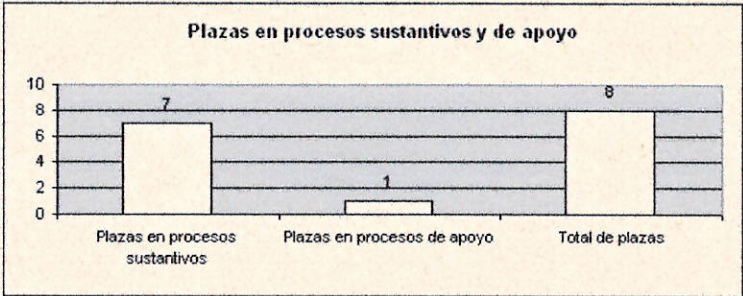 Plazas en procesos sustantivos y de apoyo
10
8
6
4
2
0
7
1
8
Plazas en procesos
sustantivos
Plazas en procesos de apoyo
Total de plazas